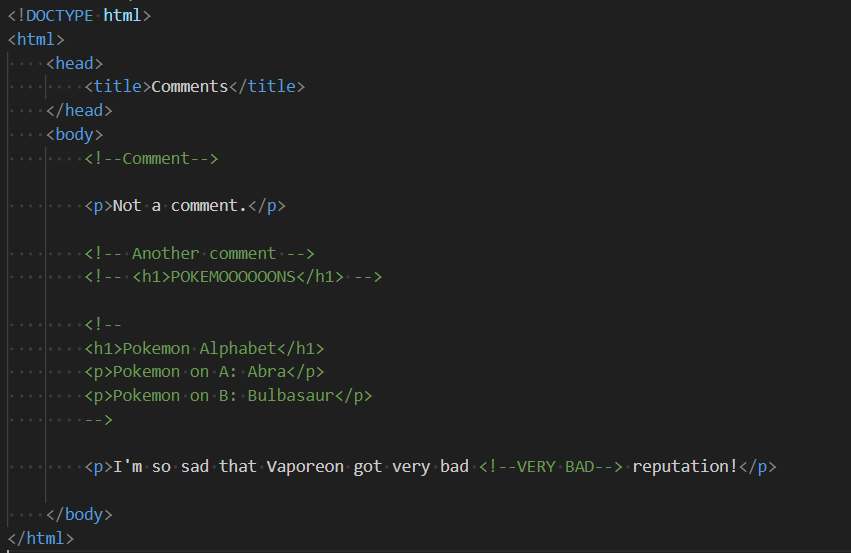 <!DOCTYPE html>
<html>
<head>
<title>Comments</title>
</head>
<body>
<!--Comment-->
<p>Not a comment.</p>
<!-- Another comment -->
<!-- <h1>POKEMOOOOOONS</h1> -->
<!--
<h1>Pokemon Alphabet</h1>
<p>Pokemon on A: Abra</p>
<p>Pokemon on B: Bulbasaur</p>
-->
<p>I'm so sad that Vaporeon got very bad <!--VERY BAD--> reputation!</p>
</body>
</html>